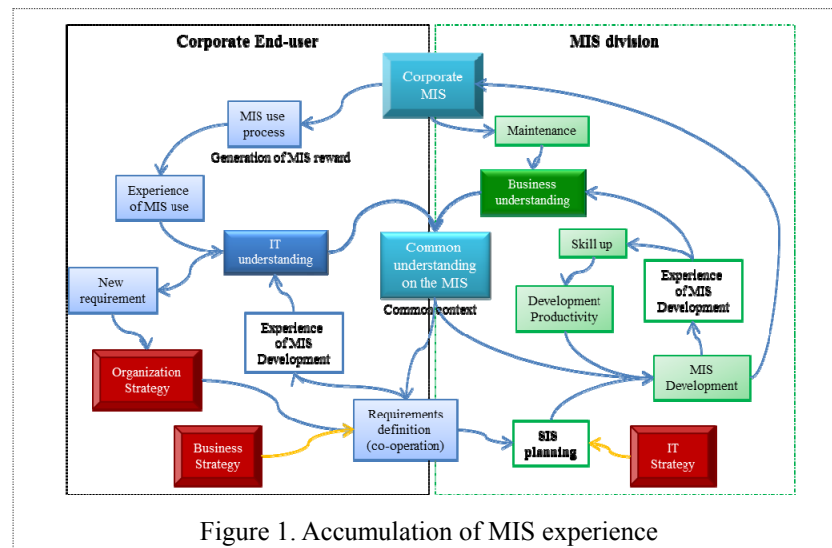 Corporate End-user
MIS division
Corporate
MIS
MIS use
process
Generation of MIS reward
Maintenance
Experience
of MIS use
Business
understanding
IT
understanding
Common
understanding
on the MIS
Common context
Skill up
New
requirement
Experience
of MIS
Development
Development
Productivity
Experience
of MIS
Development
Organization
Strategy
MIS
Development
Requirements
definition
(co-operation)
Business
Strategy
SIS
planning
IT
Strategy
Figure 1. Accumulation of MIS experience